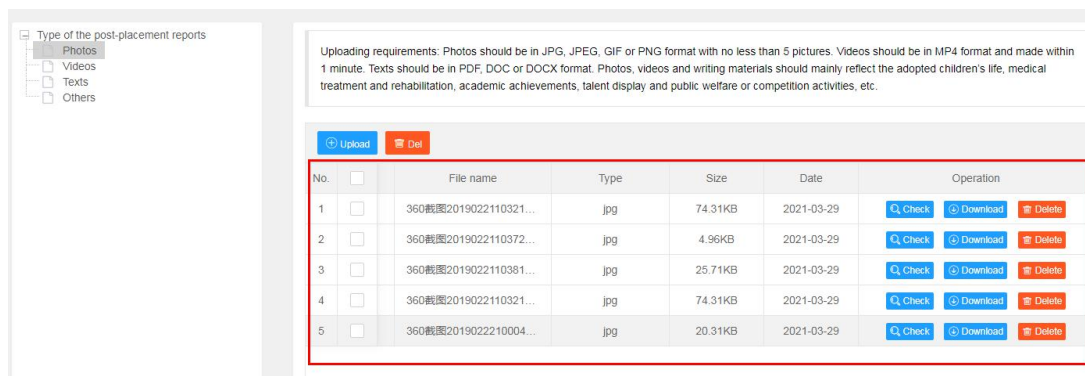 Type of the post-placement reports
Photos
Videos
Texts
Others
Uploading requirements: Photos should be in JPG, JPEG, GIF or PNG format with no less than 5 pictures. Videos should be in MP4 format and made within
1 minute. Texts should be in PDF, DOC or DOCX format. Photos, videos and writing materials should mainly reflect the adopted children's life, medical
treatment and rehabilitation, academic achievements, talent display and public welfare or competition activities, etc.
Upload Del
No. File name Type Size Date Operation
1 360截图2019022110321... jpg 74.31KB 2021-03-29 Check Download Delete
2 360截图2019022110372... jpg 4.96KB 2021-03-29 Check Download Delete
3 360截图2019022110381... jpg 25.71KB 2021-03-29 Check Download Delete
4 360截图2019022110321... jpg 74.31KB 2021-03-29 Check Download Delete
5 360截图2019022210004... jpg 20.31KB 2021-03-29 Check Download Delete